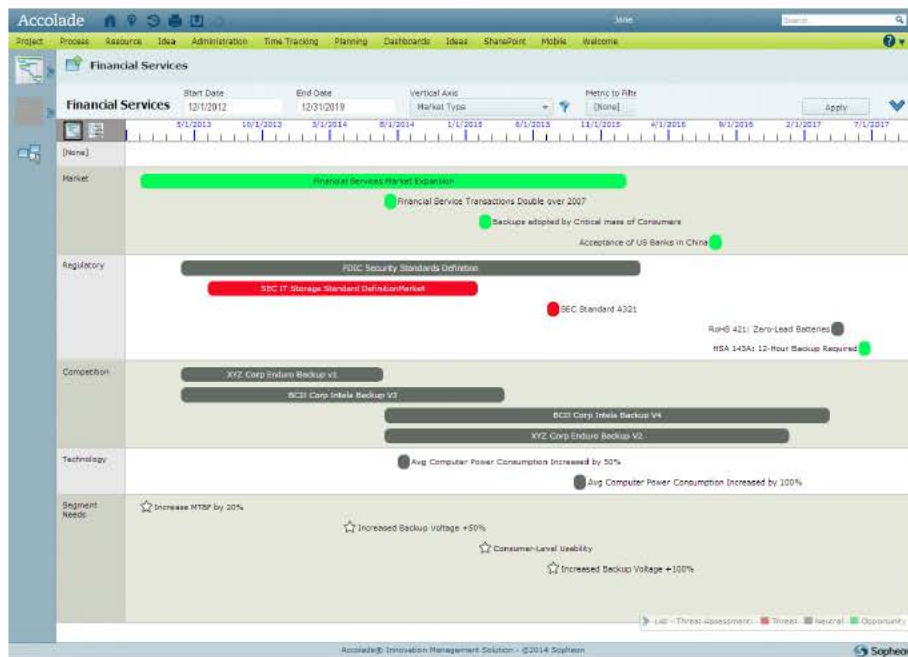 Accolade
Jane
Search...
Project Process Resource Idea Administration Time Tracking Planning Dashboards Ideas SharePoint Mobile Welcome
Financial Services
Start Date End Date Vertical Axis Metric to Filte
Financial Services 12/1/2012 12/31/2019 Market Type [None] Apply
5/1/2013 10/1/2013 3/1/2014 8/1/2014 1/1/2015 6/1/2015 11/1/2015 4/1/2016 9/1/2016 2/1/2017 7/1/2017
[None]
Market
Financial Services Market Expansion
Financial Service Transactions Double over 2007
Backups adopted by Critical mass of Consumers
Acceptance of US Banks in China
Regulatory
FDIC Security Standards Definition
SEC IT Storage Standard DefinitionMarket
SEC Standard A321
RoHS 421: Zero-Lead Batteries
HSA 145A: 12-Hour Backup Required
Competition
XYZ Corp Enduro Backup v1
BCD Corp Intela Backup V3
BCD Corp Intela Backup V4
XYZ Corp Enduro Backup V2
Technology
Avg Computer Power Consumption Increased by 50%
Avg Computer Power Consumption Increased by 100%
Segment
Needs
Increase MTBF by 20%
Increased Backup Voltage +50%
Consumer-Level Usability
Increased Backup Voltage +100%
List - Threat Assessment: Threat Neutral Opportunity
Accolade® Innovation Management Solution - ©2014 Sopheon
Sopheon